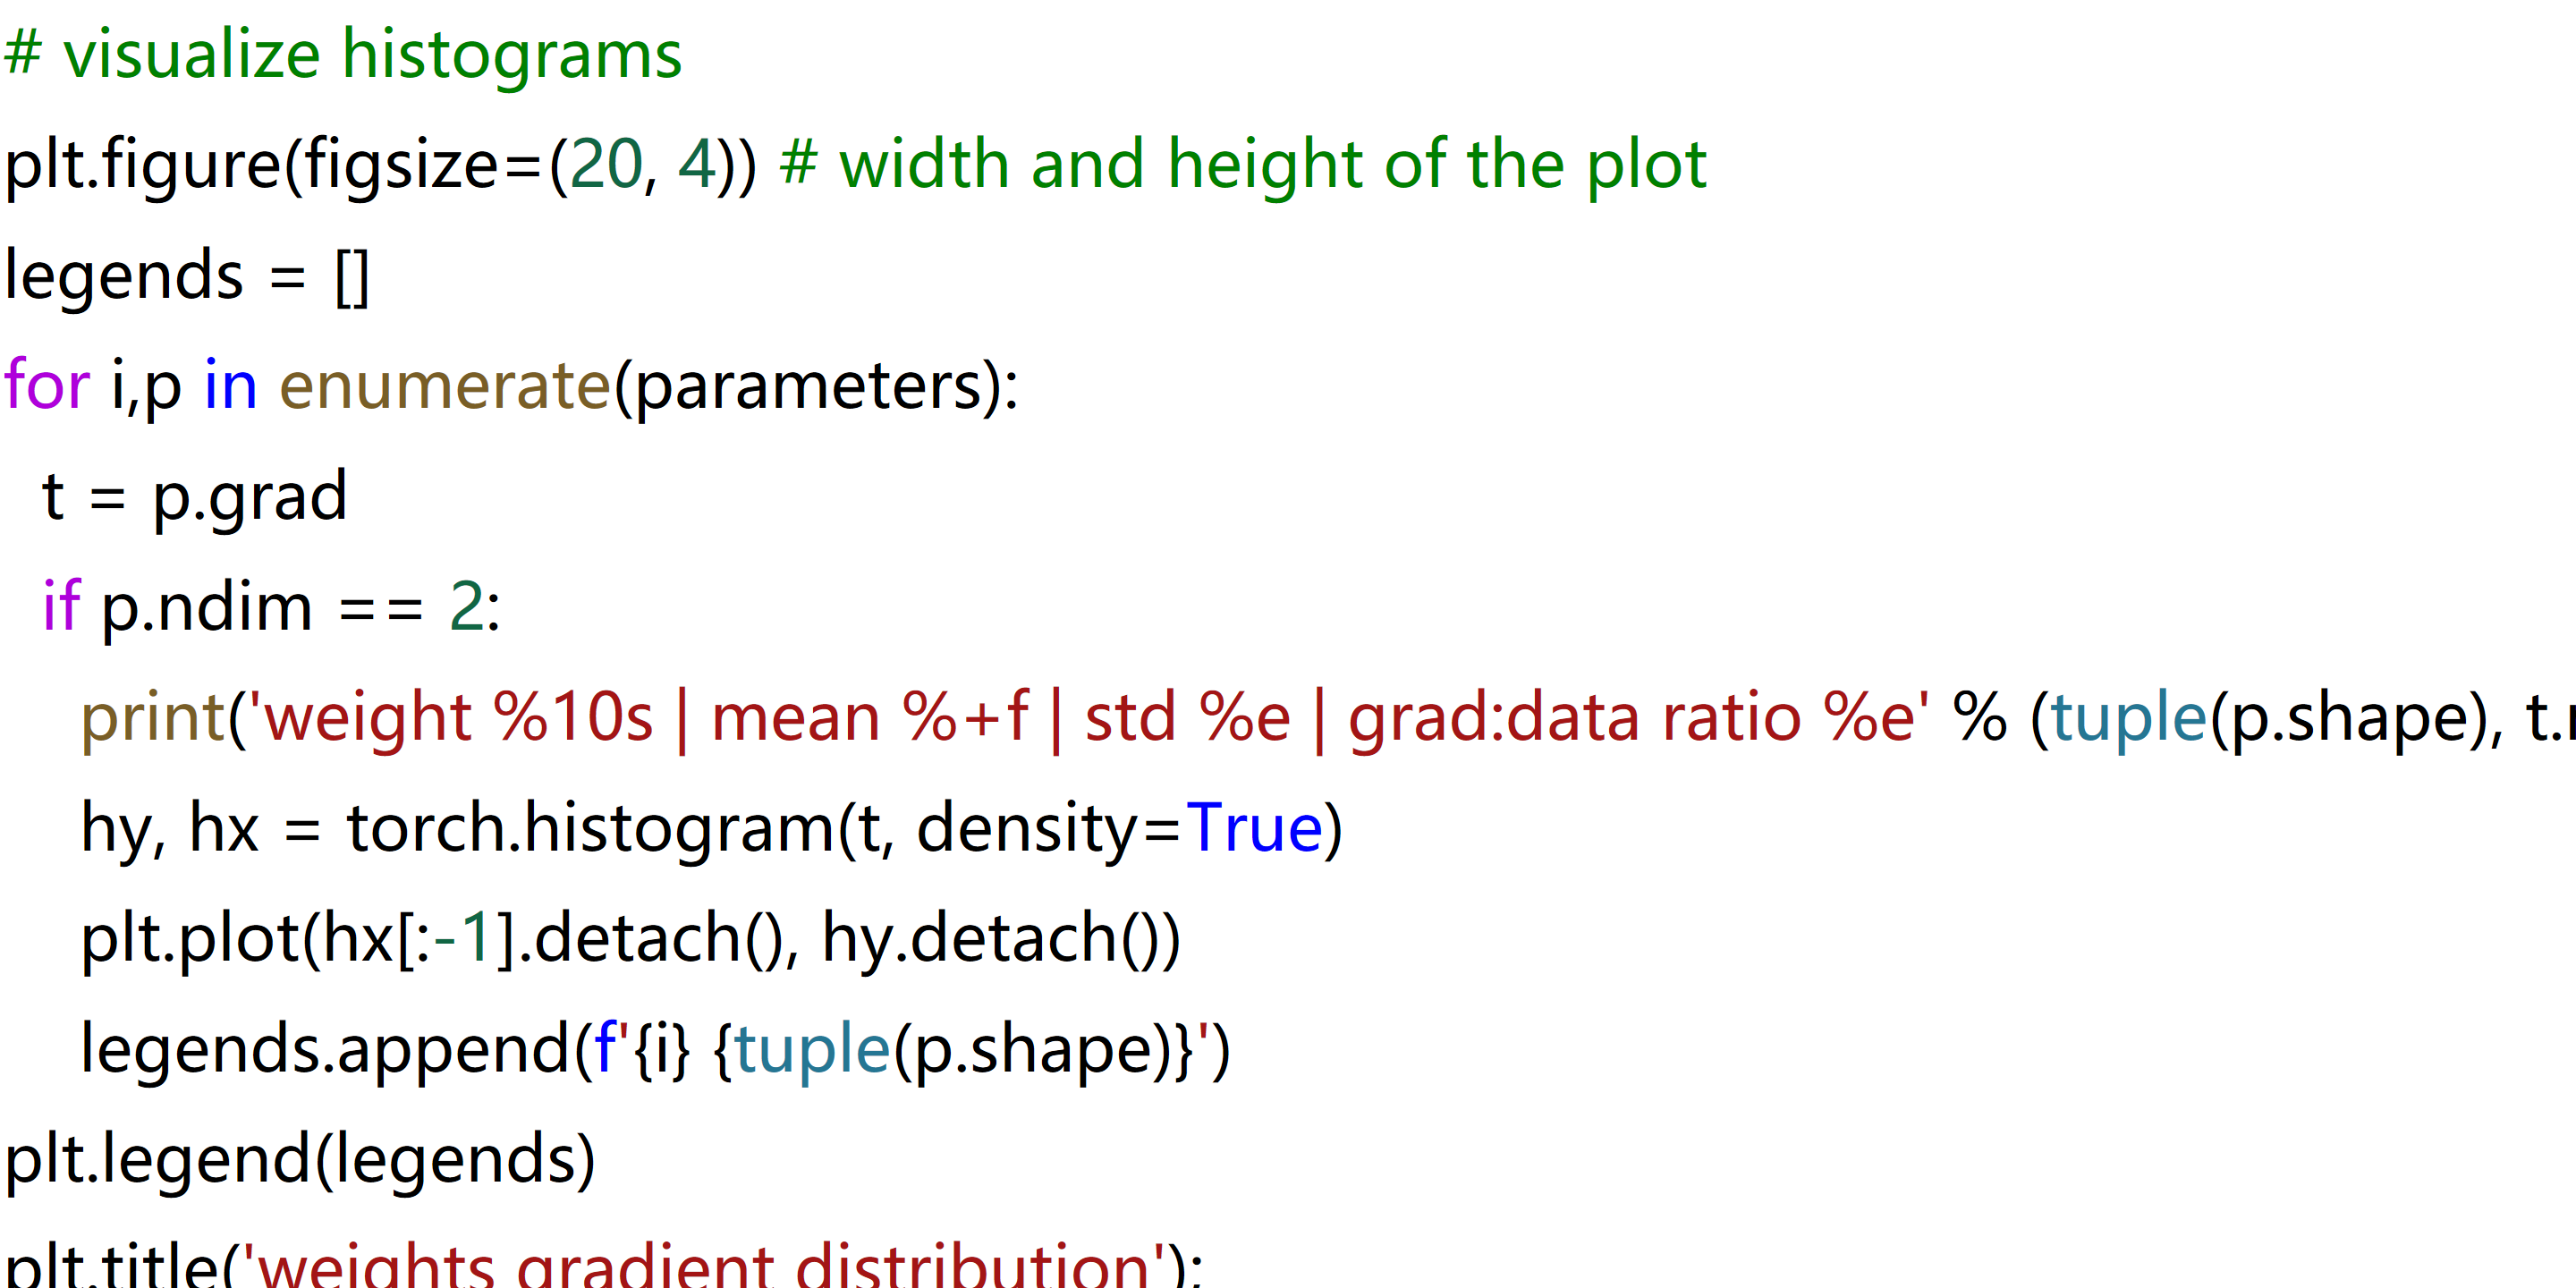 # visualize histograms
plt.figure(figsize=(20, 4)) # width and height of the plot
legends = []
for i,p in enumerate(parameters):
  t = p.grad
  if p.ndim == 2:
    print('weight %10s | mean %+f | std %e | grad:data ratio %e' % (tuple(p.shape), t.
    hy, hx = torch.histogram(t, density=True)
    plt.plot(hx[:-1].detach(), hy.detach())
    legends.append(f'{i} {tuple(p.shape)}')
plt.legend(legends)
plt.title('weights gradient distribution');